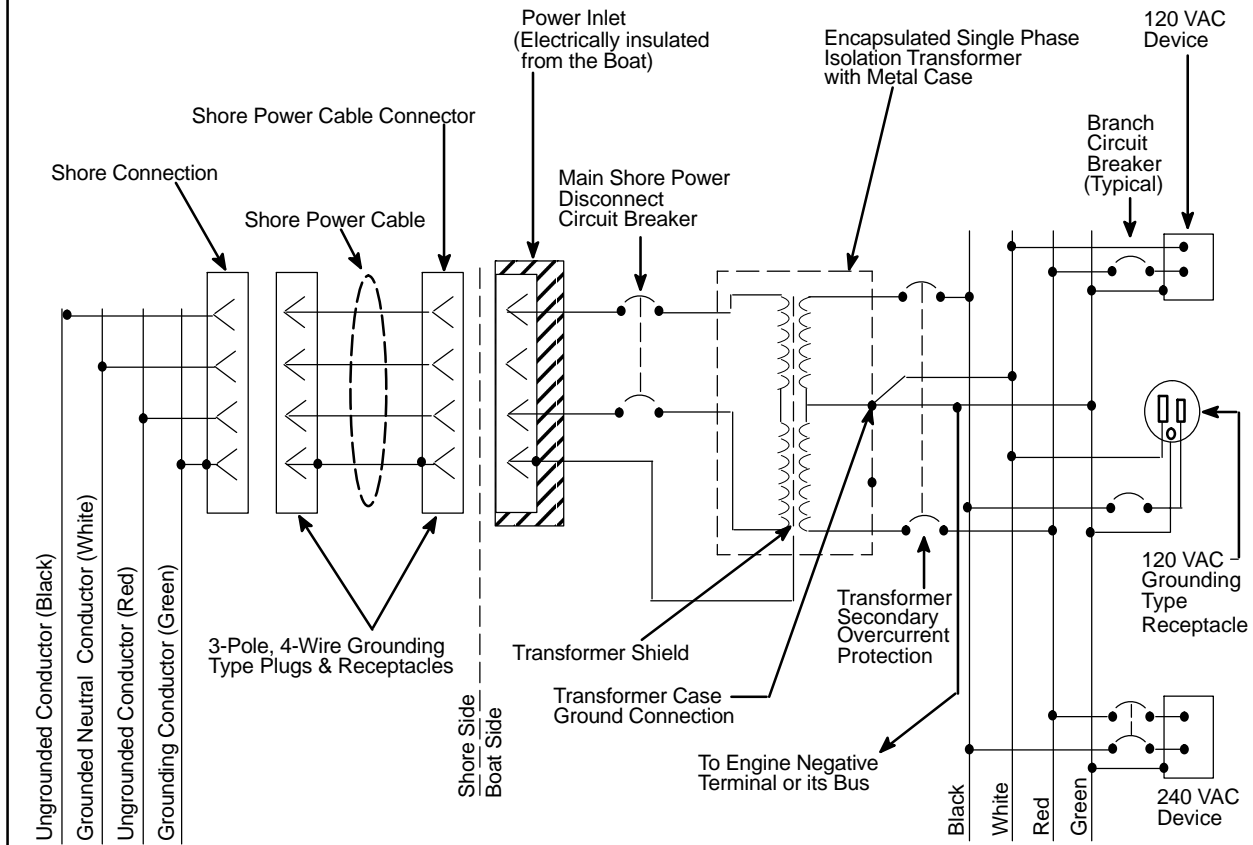 Power Inlet
(Electrically insulated
from the Boat)
Encapsulated Single Phase
Isolation Transformer
with Metal Case
120 VAC
Device
Shore Power Cable Connector
Branch
Circuit
Breaker
(Typical)
Shore Connection
Main Shore Power
Disconnect
Circuit Breaker
Shore Power Cable
Ungrounded Conductor (Black)
Grounded Neutral Conductor (White)
Ungrounded Conductor (Red)
Grounding Conductor (Green)
3-Pole, 4-Wire Grounding
Type Plugs & Receptacles
Shore Side
Boat Side
Transformer Shield
Transformer Case
Ground Connection
Transformer
Secondary
Overcurrent
Protection
To Engine Negative
Terminal or its Bus
120 VAC
Grounding
Type
Receptacle
Black
White
Red
Green
240 VAC
Device